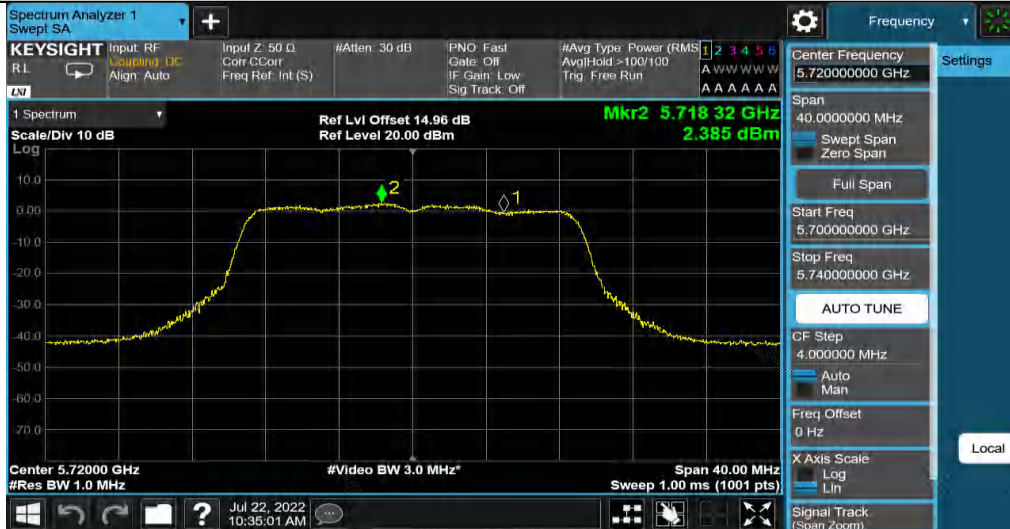 Spectrum Analyzer 1
Swept SA
+
Frequency
KEYSIGHT
RL
LXI
Input: RF
Coupling: DC
Align: Auto
Input Z: 50 Ω
Corr CCorr
Freq Ref: Int (S)
#Atten: 30 dB
PNO: Fast
Gate: Off
IF Gain: Low
Sig Track: Off
#Avg Type: Power (RMS
Avg|Hold >100/100
Trig: Free Run
1 2 3 4 5 6
A W W W W W
A A A A A A
1 Spectrum
Scale/Div 10 dB
Log
Ref Lvl Offset 14.96 dB
Ref Level 20.00 dBm
Mkr2 5.718 32 GHz
2.385 dBm
10.0
0.00
-10.0
-20.0
-30.0
-40.0
-50.0
-60.0
-70.0
2
1
Center 5.72000 GHz
#Res BW 1.0 MHz
#Video BW 3.0 MHz*
Span 40.00 MHz
Sweep 1.00 ms (1001 pts)
?
Jul 22, 2022
10:35:01 AM
Center Frequency
5.720000000 GHz
Span
40.0000000 MHz
Swept Span
Zero Span
Full Span
Start Freq
5.700000000 GHz
Stop Freq
5.740000000 GHz
AUTO TUNE
CF Step
4.000000 MHz
Auto
Man
Freq Offset
0 Hz
X Axis Scale
Log
Lin
Signal Track
(Span Zoom)
Settings
Local